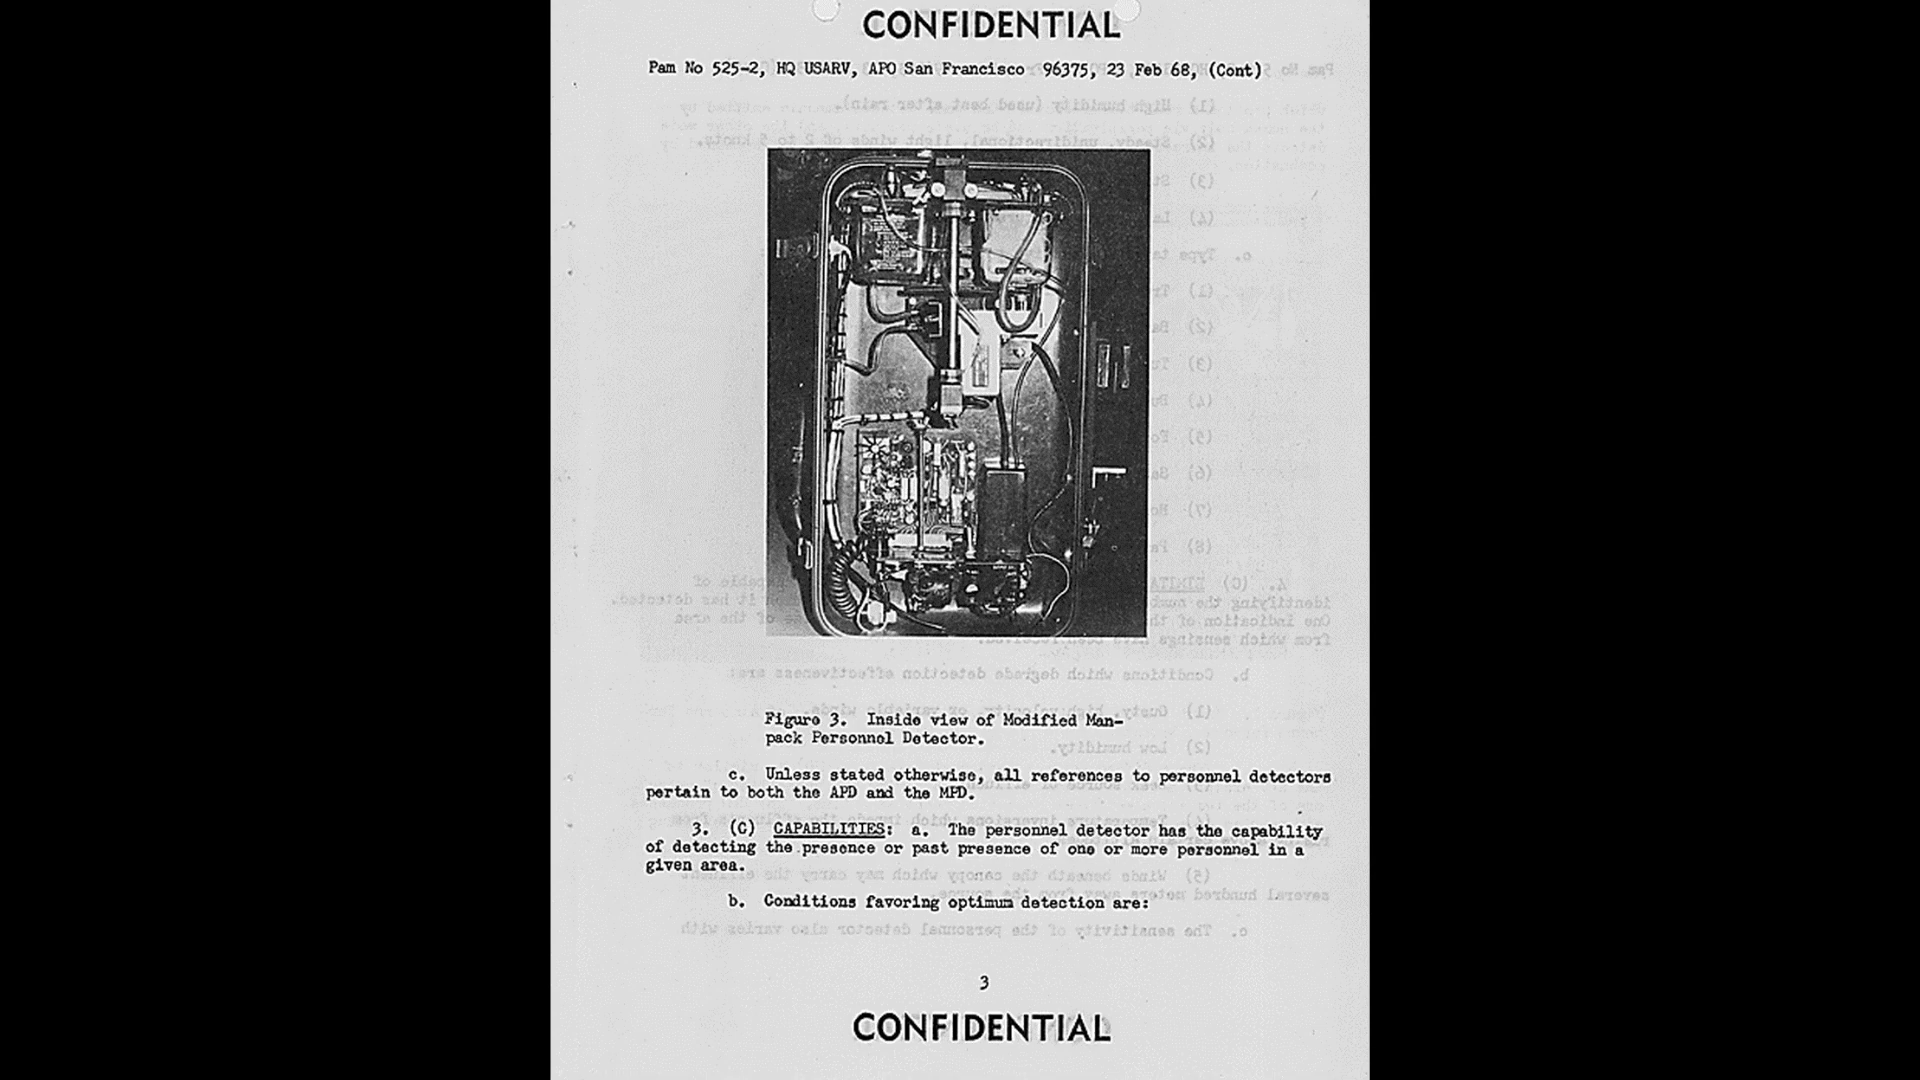 CONFIDENTIAL
Pam No 525-2, HQ USARV, APO San Francisco 96375, 23 Feb 68, (Cont)
Figure 3. Inside view of Modified Man-
pack Personnel Detector.
c. Unless stated otherwise, all references to personnel detectors
pertain to both the APD and the MPD.
3. (C) CAPABILITIES: a. The personnel detector has the capability
of detecting the presence or past presence of one or more personnel in a
given area.
b. Conditions favoring optimum detection are:
3
CONFIDENTIAL